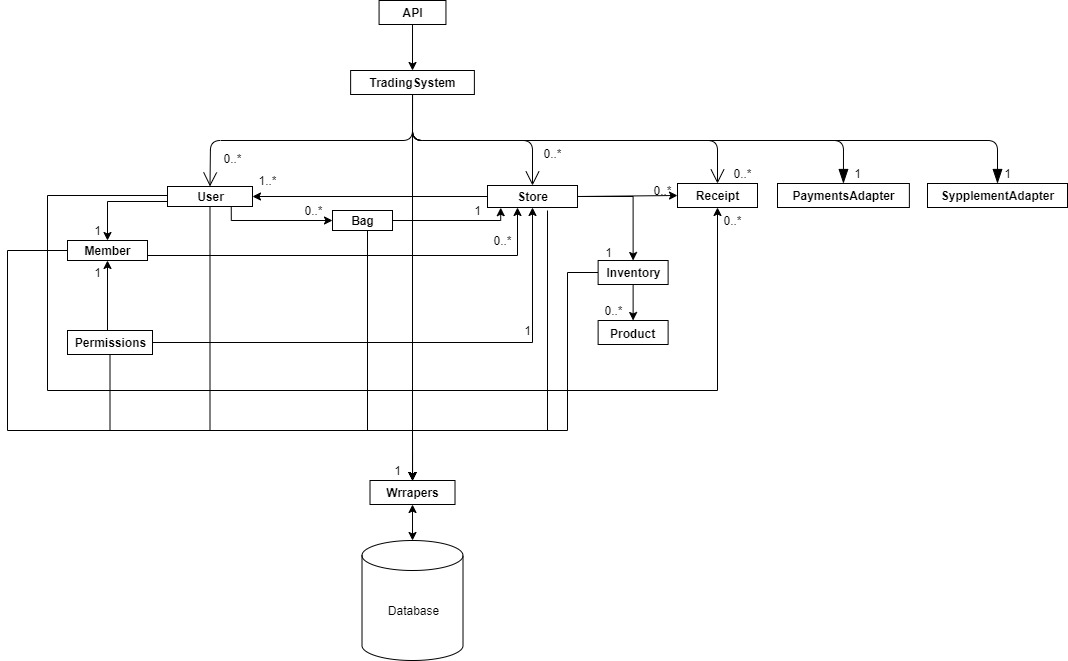 API
TradingSystem
0..*
0..*
0..*
1
1
User
1..*
Store
0..*
Receipt
PaymentsAdapter
SypplementAdapter
0..*
Bag
1
0..*
1
Member
0..*
1
Inventory
1
0..*
Permissions
1
Product
1
Wrrapers
Database